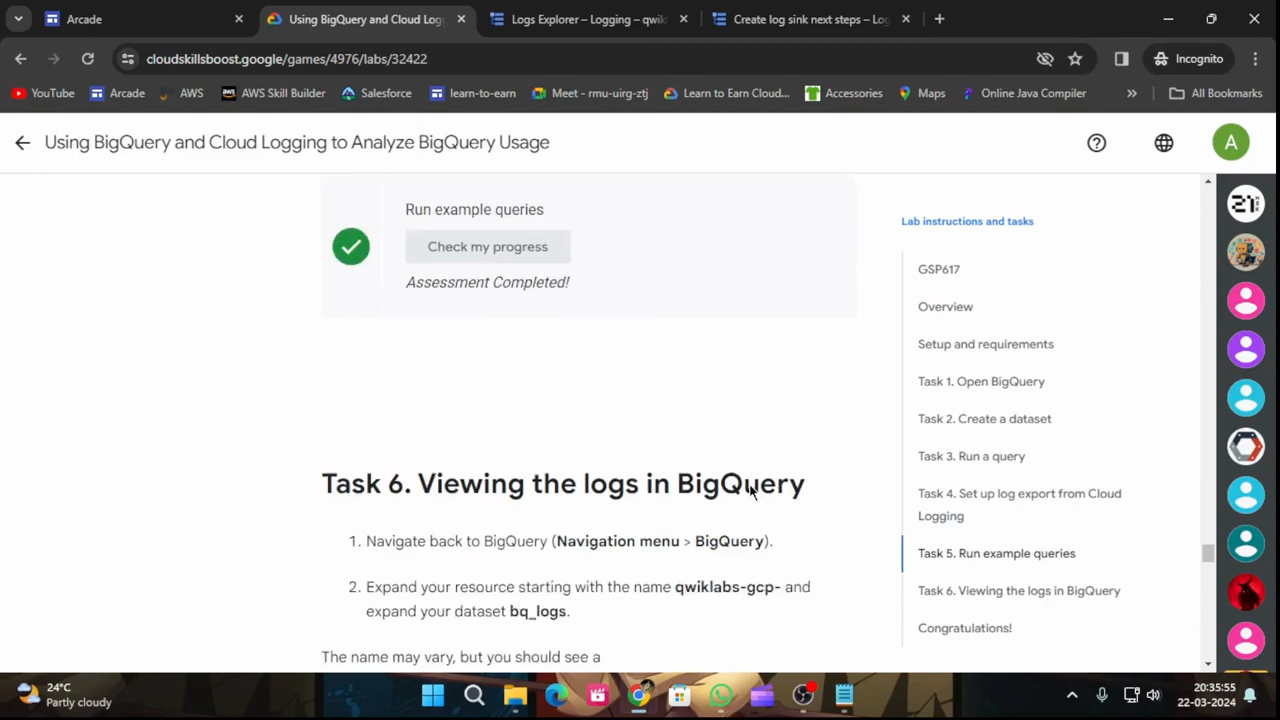 Arcade
Using BigQuery and Cloud Log
Logs Explorer – Logging – qwik
Create log sink next steps – Log
cloudskillsboost.google/games/4976/labs/32422
Incognito
YouTube
Arcade
AWS
AWS Skill Builder
Salesforce
learn-to-earn
Meet - rmu-uirg-ztj
Learn to Earn Cloud...
Accessories
Maps
Online Java Compiler
All Bookmarks
Using BigQuery and Cloud Logging to Analyze BigQuery Usage
A
Run example queries
Check my progress
Assessment Completed!
Task 6. Viewing the logs in BigQuery
1. Navigate back to BigQuery (Navigation menu > BigQuery).
2. Expand your resource starting with the name qwiklabs-gcp- and
expand your dataset bq_logs.
The name may vary, but you should see a
Lab instructions and tasks
GSP617
Overview
Setup and requirements
Task 1. Open BigQuery
Task 2. Create a dataset
Task 3. Run a query
Task 4. Set up log export from Cloud
Logging
Task 5. Run example queries
Task 6. Viewing the logs in BigQuery
Congratulations!
21
24°C
Partly cloudy
20:35:55
22-03-2024